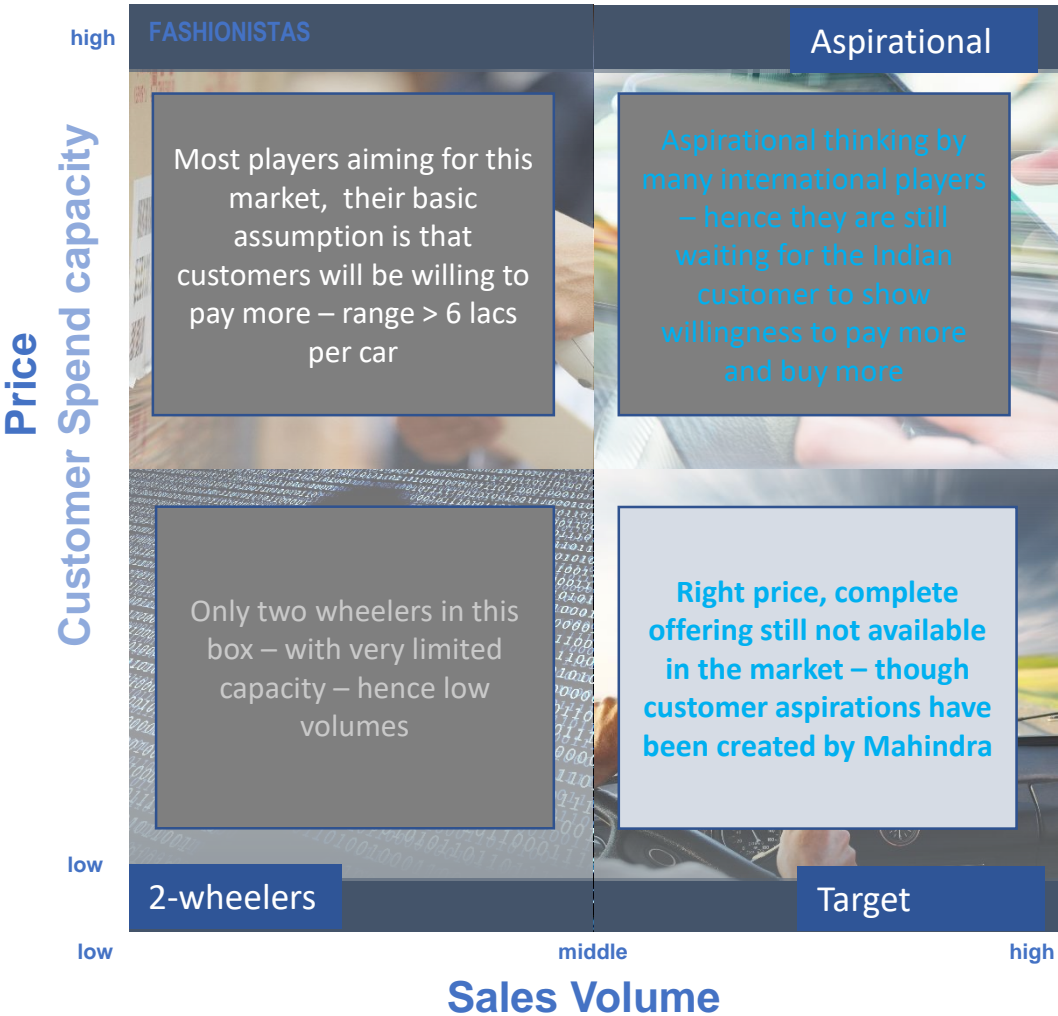 high
FASHIONISTAS
Aspirational
Price
Customer Spend capacity
Most players aiming for this
market,  their basic
assumption is that
customers will be willing to
pay more – range > 6 lacs
per car
Aspirational thinking by
many international players
– hence they are still
waiting for the Indian
customer to show
willingness to pay more
and buy more
Only two wheelers in this
box – with very limited
capacity – hence low
volumes
Right price, complete
offering still not available
in the market – though
customer aspirations have
been created by Mahindra
low
2-wheelers
Target
low
middle
high
Sales Volume